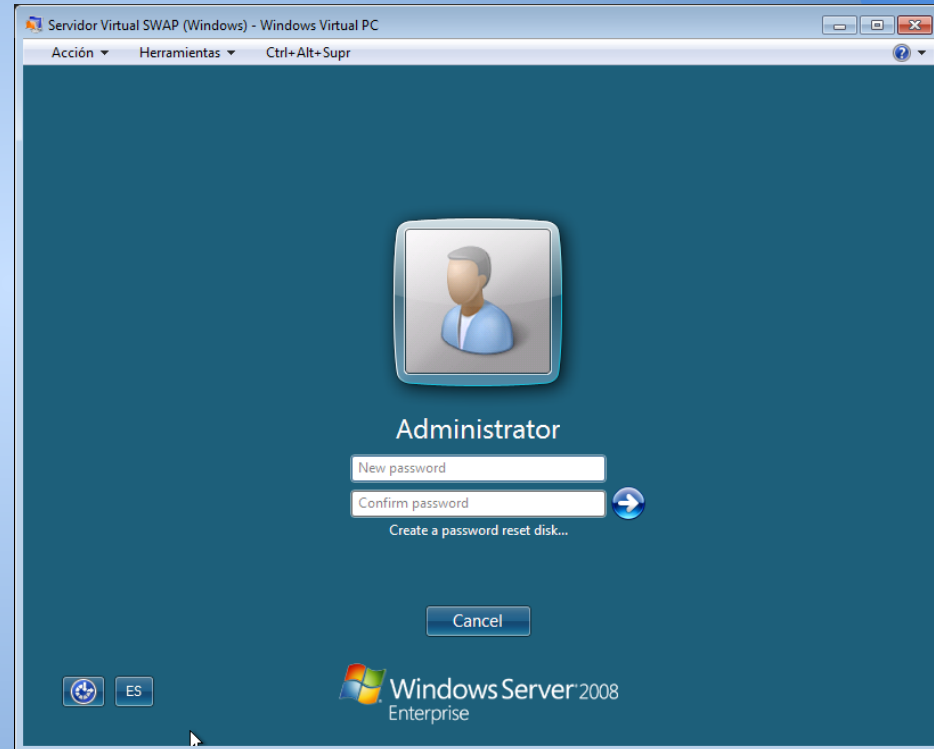 Servidor Virtual SWAP (Windows) - Windows Virtual PC
Acción Herramientas Ctrl+Alt+Supr
Administrator
New password
Confirm password
Create a password reset disk...
Cancel
ES
Windows Server 2008
Enterprise